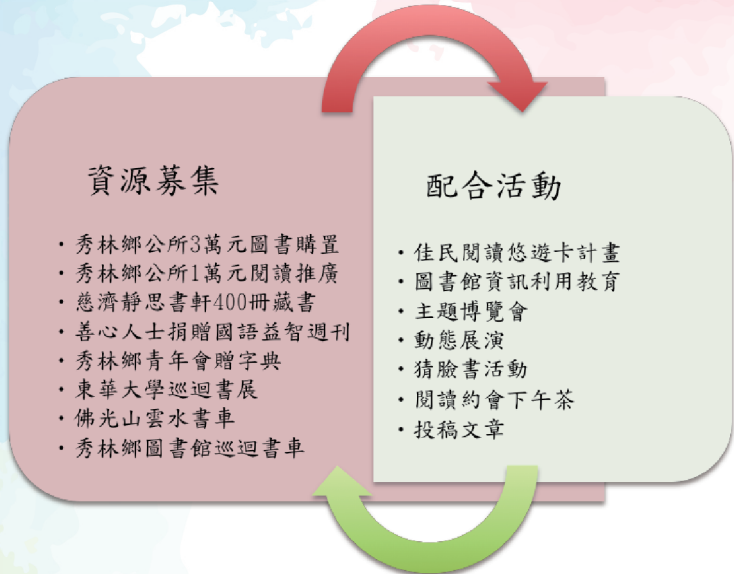 資源募集
・秀林鄉公所3萬元圖書購置
・秀林鄉公所1萬元閱讀推廣
・慈濟靜思書軒400冊藏書
・善心人士捐贈國語益智週刊
・秀林鄉青年會贈字典
・東華大學巡迴書展
・佛光山雲水書車
・秀林鄉圖書館巡迴書車
配合活動
・佳民閱讀悠遊卡計畫
・圖書館資訊利用教育
・主題博覽會
・動態展演
・猜臉書活動
・閱讀約會下午茶
・投稿文章